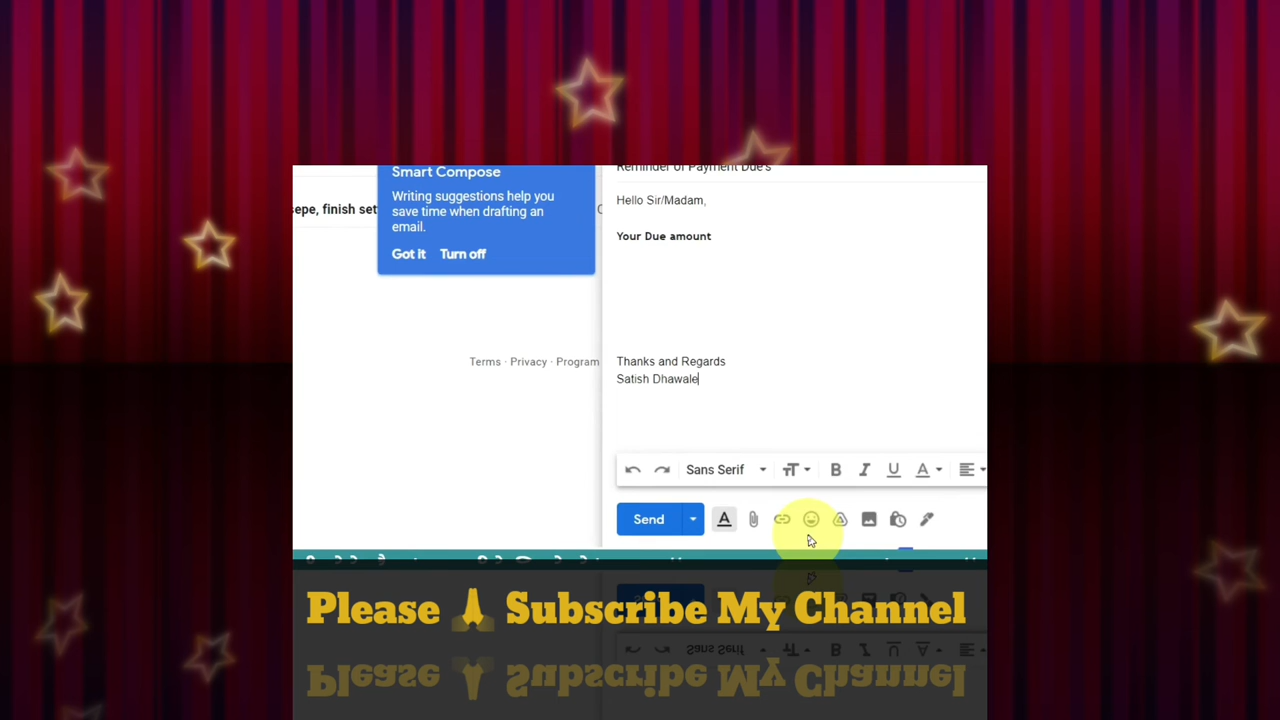 Reminder of Payment Due's
Smart Compose
Writing suggestions help you
save time when drafting an
email.
Got it Turn off
sepe, finish set
Hello Sir/Madam,
Your Due amount
Terms · Privacy · Program
Thanks and Regards
Satish Dhawale
Sans Serif
Send
Please 🙏 Subscribe My Channel